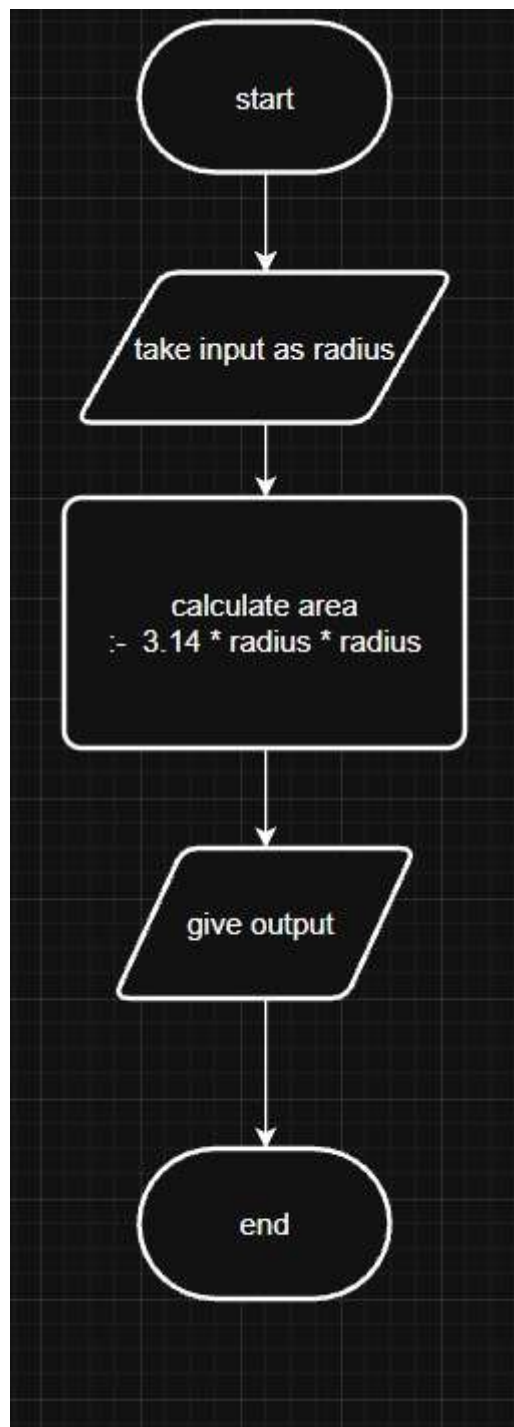 start
take input as radius
calculate area
:- 3.14 * radius * radius
give output
end